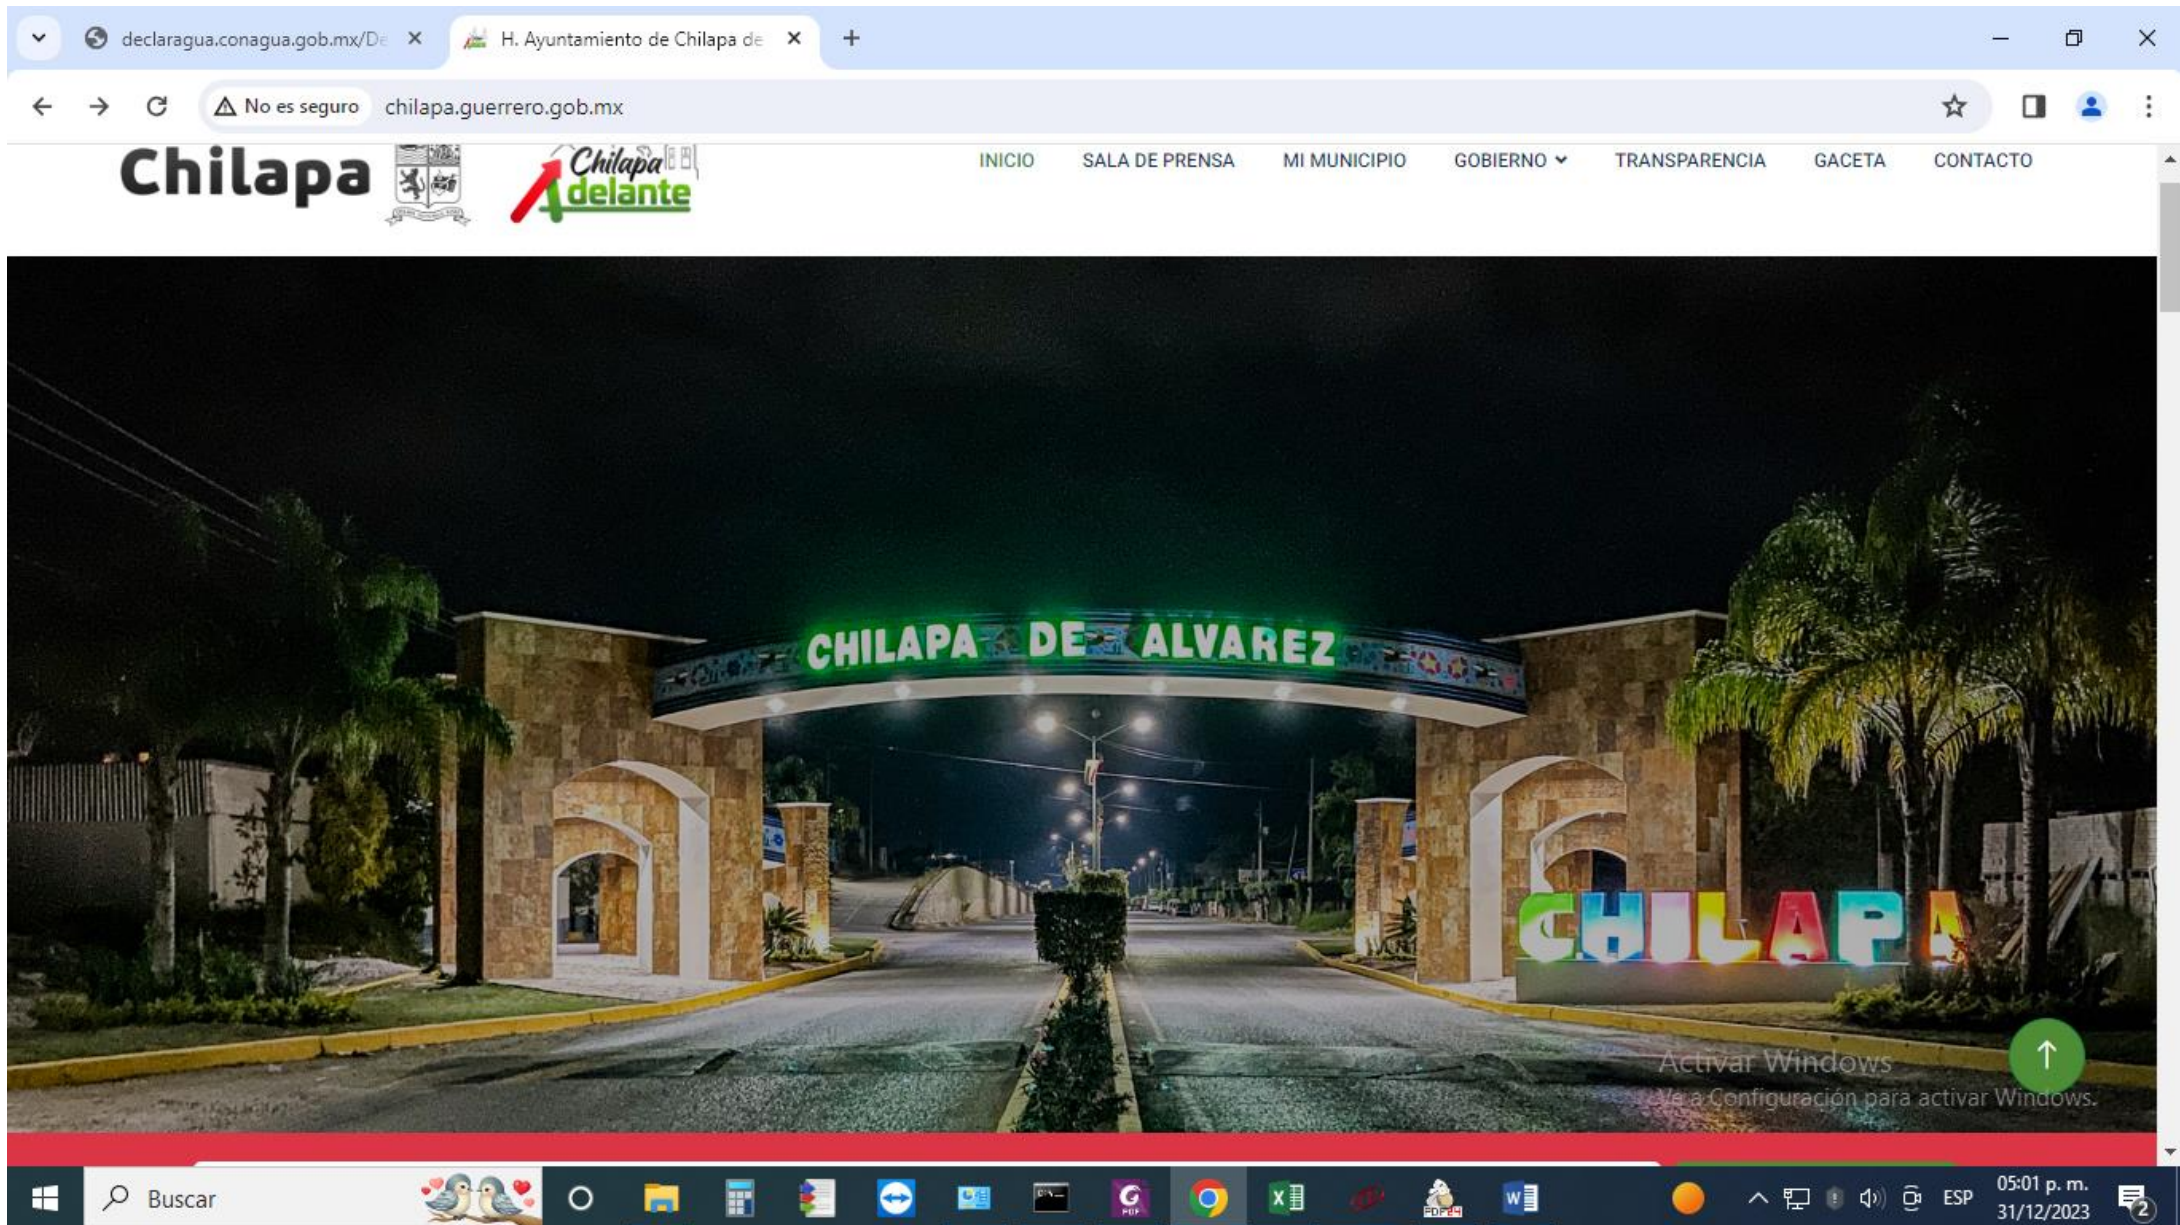 declaragua.conagua.gob.mx/De
H. Ayuntamiento de Chilapa de
No es seguro
chilapa.guerrero.gob.mx
Chilapa
Chilapa
Adelante
INICIO
SALA DE PRENSA
MI MUNICIPIO
GOBIERNO
TRANSPARENCIA
GACETA
CONTACTO
CHILAPA DE ALVAREZ
CHILAPA
Activar Windows
Ve a Configuración para activar Windows.
Buscar
ESP
05:01 p. m.
31/12/2023
2